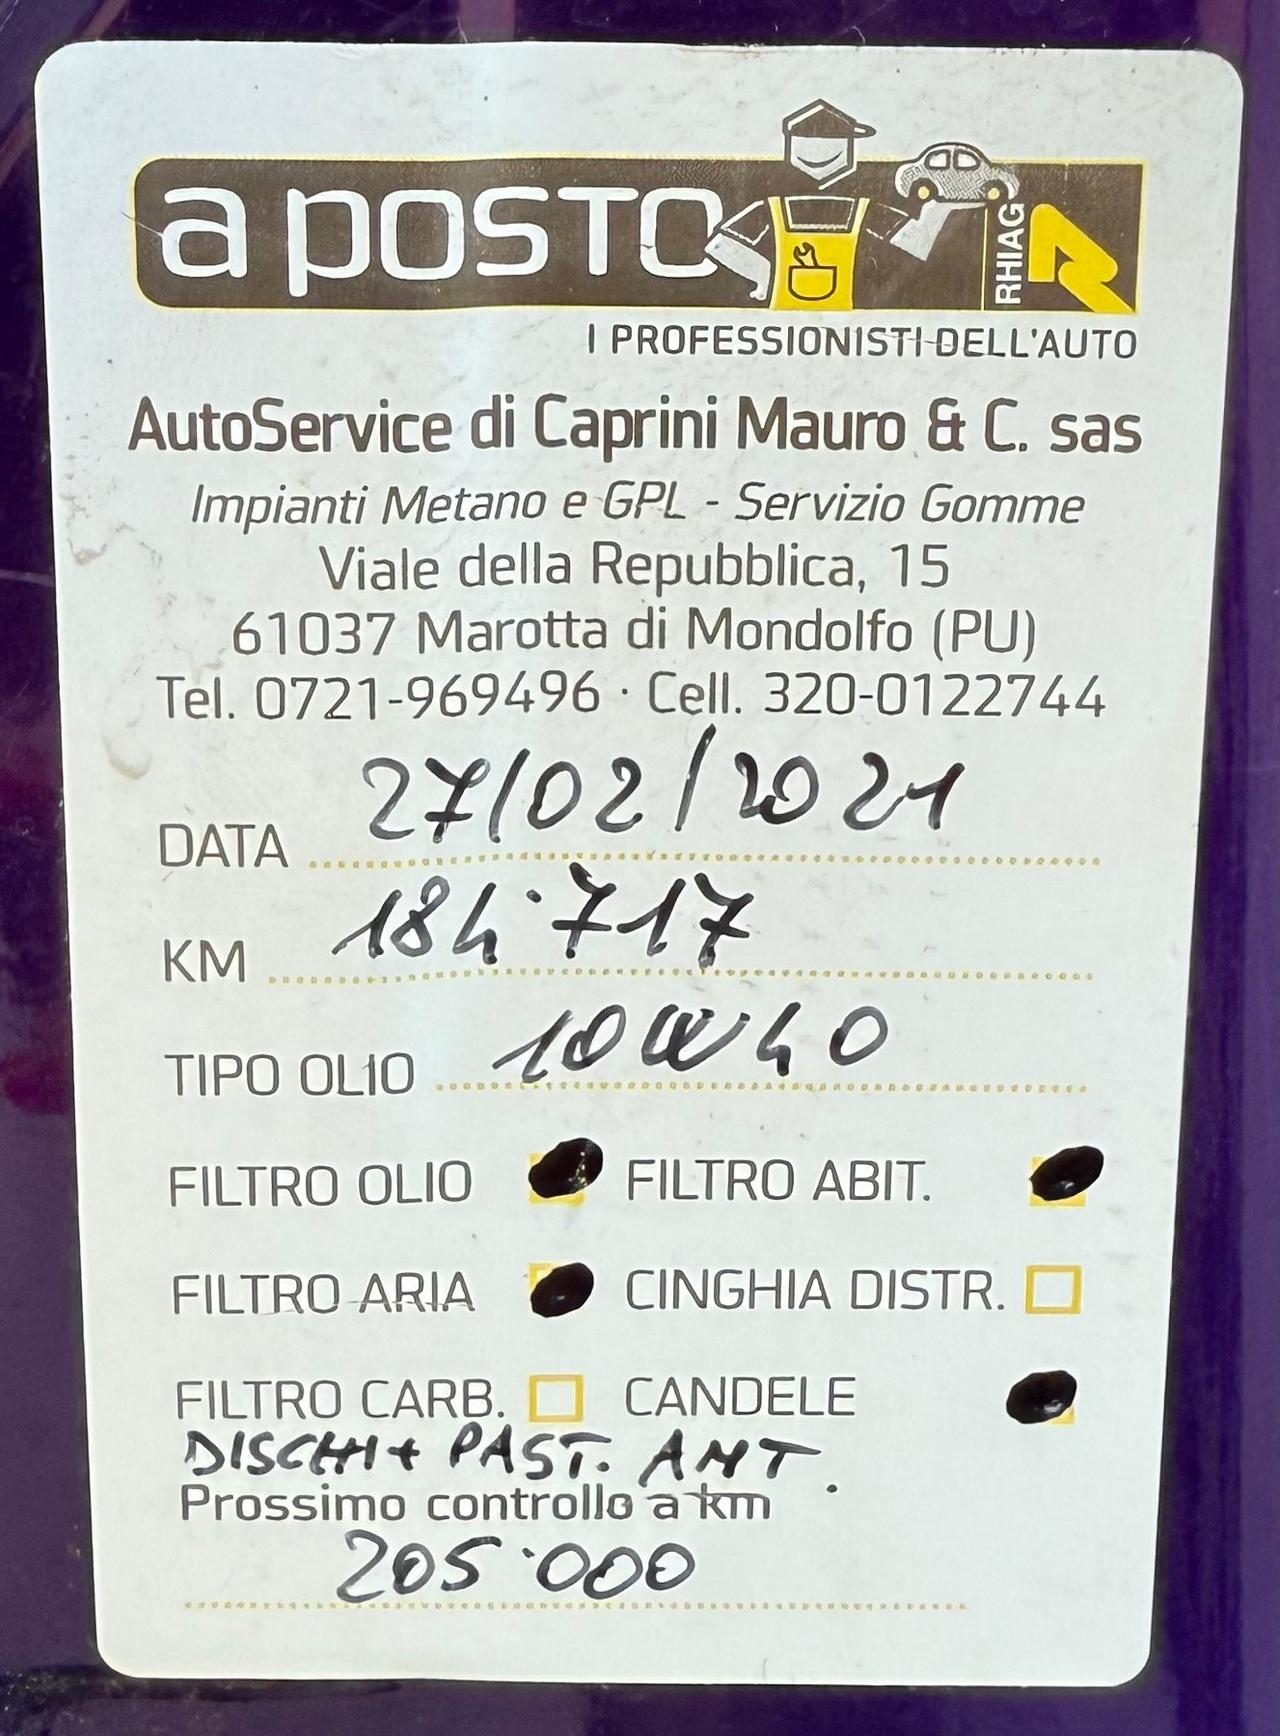 a posto
RHIAG
I PROFESSIONISTI DELL'AUTO
AutoService di Caprini Mauro & C. sas
Impianti Metano e GPL - Servizio Gomme
Viale della Repubblica, 15
61037 Marotta di Mondolfo (PU)
Tel. 0721-969496 · Cell. 320-0122744
DATA 27/02/2021
KM 184·717
TIPO OLIO 10W40
FILTRO OLIO FILTRO ABIT.
FILTRO ARIA CINGHIA DISTR.
FILTRO CARB. CANDELE
DISCHI + PAST. ANT.
Prossimo controllo a km
205·000